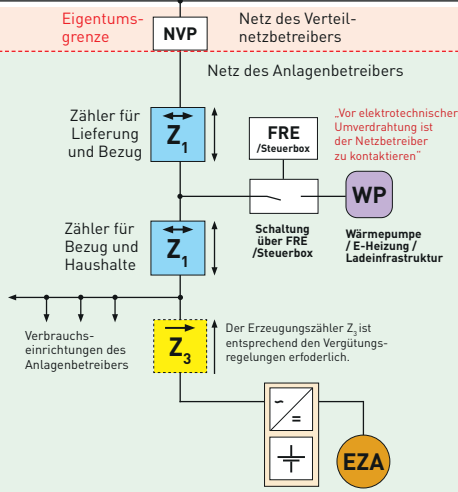 Eigentums-
grenze
NVP
Netz des Verteil-
netzbetreibers
Netz des Anlagenbetreibers
Zähler für
Lieferung
und Bezug
Z1
FRE
/Steuerbox
„Vor elektrotechnischer
Umverdrahtung ist
der Netzbetreiber
zu kontaktieren“
WP
Schaltung
über FRE
/Steuerbox
Wärmepumpe
/ E-Heizung /
Ladeinfrastruktur
Zähler für
Bezug und
Haushalte
Z1
Verbrauchs-
einrichtungen des
Anlagenbetreibers
Z3
Der Erzeugungszähler Z3 ist
entsprechend den Vergütungs-
regelungen erfoderlich.
~
=
EZA